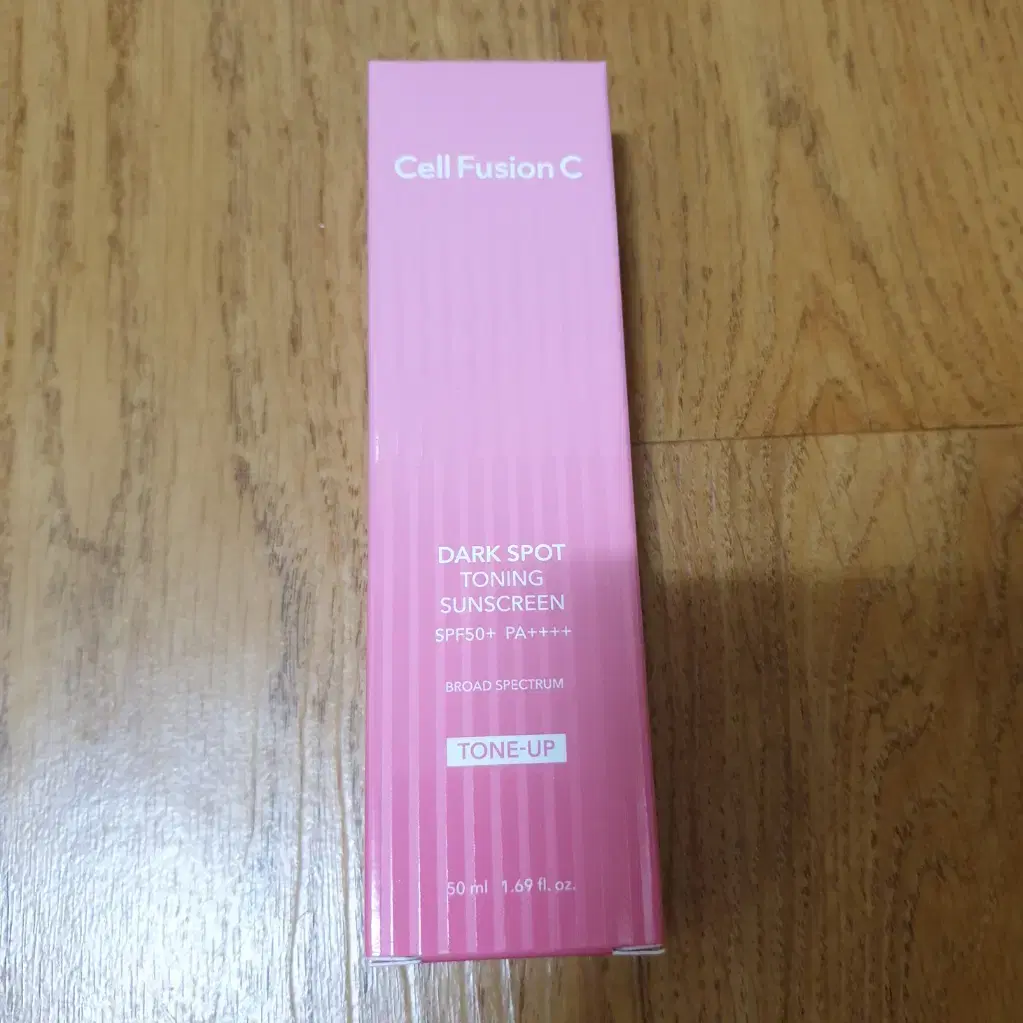 Cell Fusion C
DARK SPOT
TONING
SUNSCREEN
SPF50+ PA++++
BROAD SPECTRUM
TONE-UP
50 ml 1.69 fl. oz.